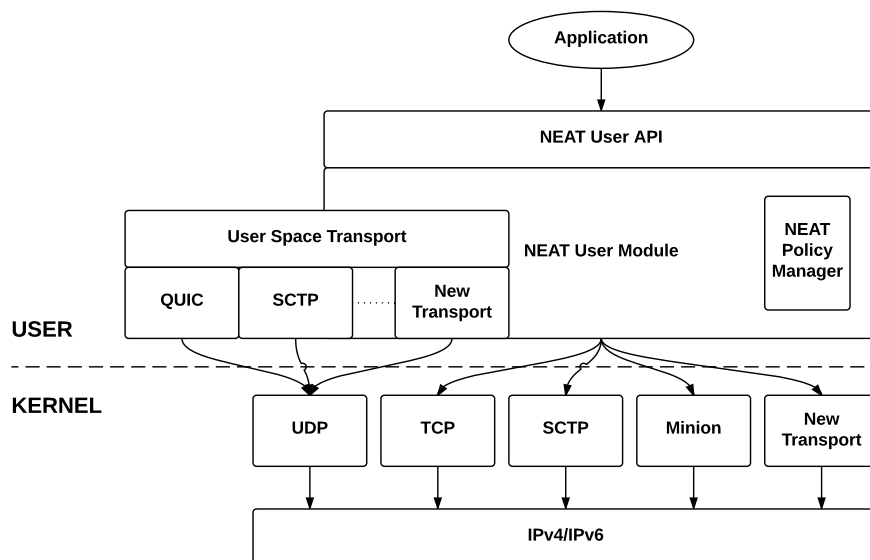 Application
NEAT User API
User Space Transport
NEAT User Module
NEAT
Policy
Manager
QUIC
SCTP
New
Transport
USER
KERNEL
UDP
TCP
SCTP
Minion
New
Transport
IPv4/IPv6